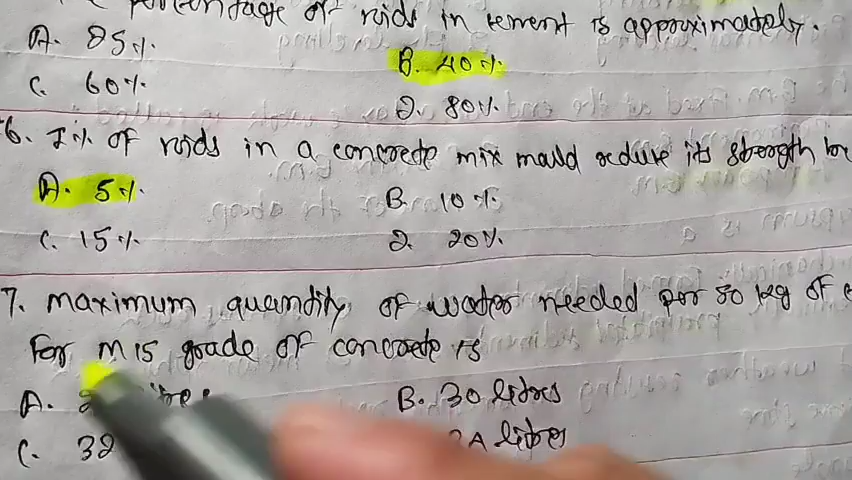 of voids in cement is approximately.
A. 25%
B. 40%
C. 60%
D. 80%
6. 1% of voids in a concrete mix would reduce its strength by
A. 5%
B. 10%
C. 15%
D. 20%
7. Maximum quantity of water needed per 50 kg of
For M 15 grade of concrete is
A.
B. 30 litres
C. 32
litres